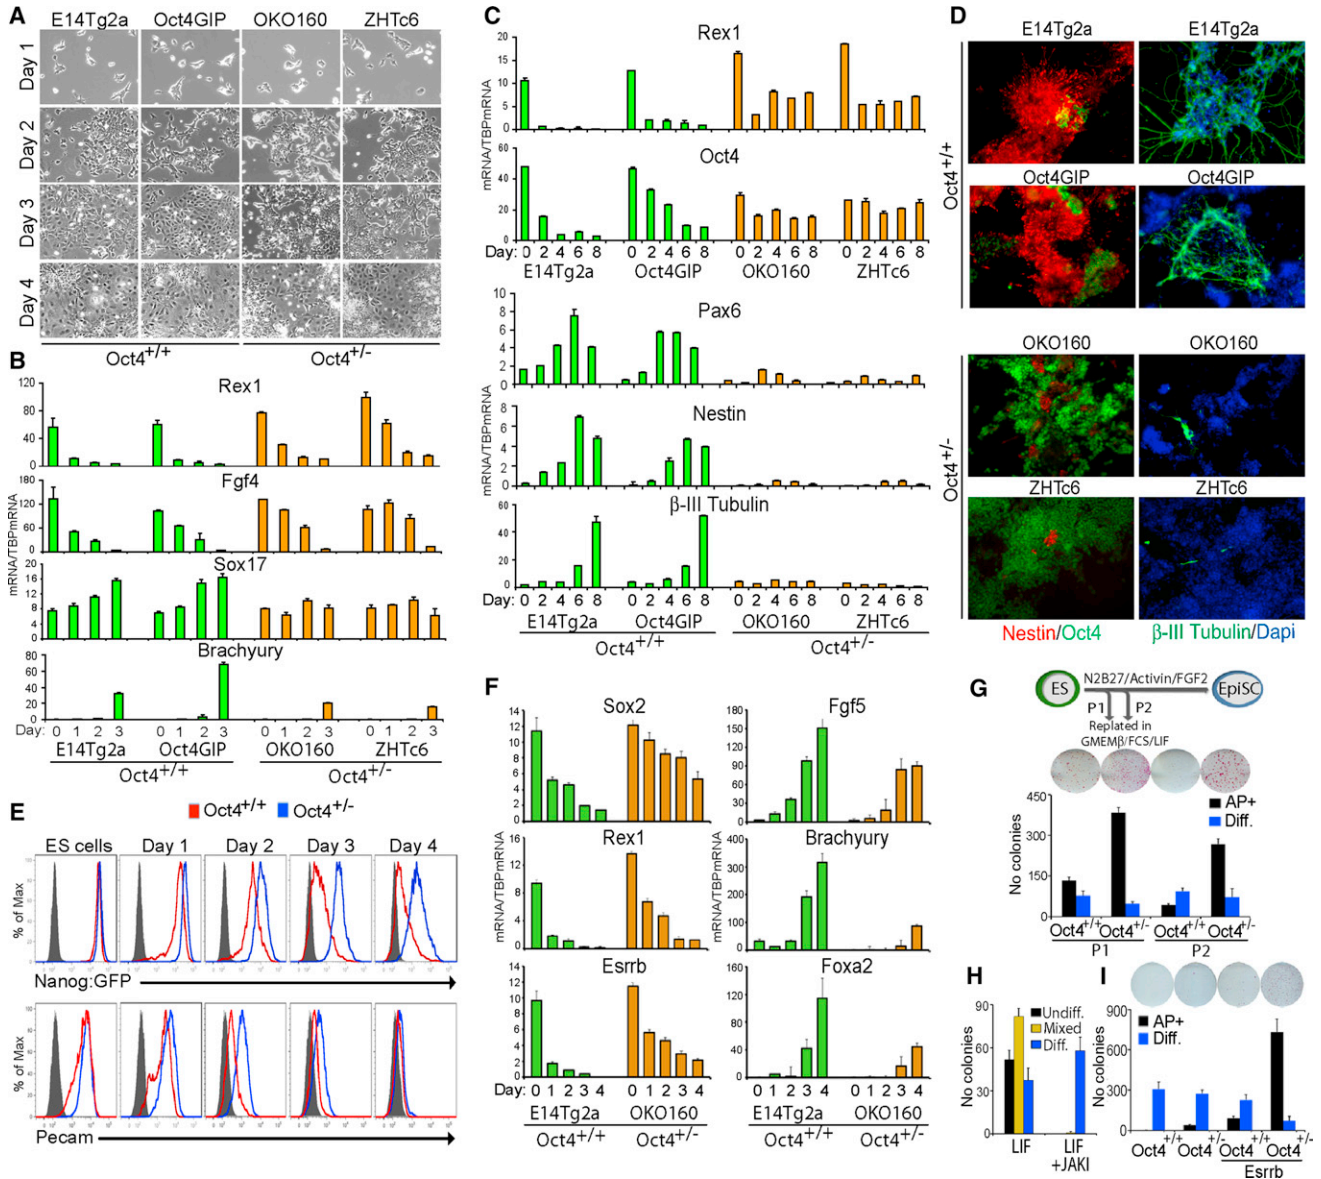 A
E14Tg2a Oct4GIP OKO160 ZHTc6
Day 1
Day 2
Day 3
Day 4
Oct4+/+ Oct4+/-
B
Rex1
120
80
40
0
Fgf4
180
120
60
0
mRNA/TBPmRNA
Sox17
20
16
12
8
4
0
Brachyury
80
60
40
20
0
Day: 0 1 2 3 0 1 2 3 0 1 2 3 0 1 2 3
E14Tg2a Oct4GIP OKO160 ZHTc6
Oct4+/+ Oct4+/-
C
Rex1
20
15
10
5
0
mRNA/TBPmRNA
Oct4
60
40
20
0
Day: 0 2 4 6 8 0 2 4 6 8 0 2 4 6 8 0 2 4 6 8
E14Tg2a Oct4GIP OKO160 ZHTc6
Pax6
10
8
6
4
2
0
Nestin
8
6
4
2
0
mRNA/TBPmRNA
β-III Tubulin
60
40
20
0
Day: 0 2 4 6 8 0 2 4 6 8 0 2 4 6 8 0 2 4 6 8
E14Tg2a Oct4GIP OKO160 ZHTc6
Oct4+/+ Oct4+/-
D
E14Tg2a E14Tg2a
Oct4GIP Oct4GIP
Oct4+/+
OKO160 OKO160
ZHTc6 ZHTc6
Oct4+/-
Nestin/Oct4 β-III Tubulin/Dapi
E
Oct4+/+ Oct4+/-
ES cells Day 1 Day 2 Day 3 Day 4
% of Max
Nanog:GFP
% of Max
Pecam
F
Sox2
14
12
10
8
6
4
2
0
Fgf5
180
150
120
90
60
30
0
Rex1
15
12
9
6
3
0
Brachyury
400
300
200
100
0
mRNA/TBPmRNA
mRNA/TBPmRNA
Esrrb
14
12
10
8
6
4
2
0
Foxa2
160
120
80
40
0
Day: 0 1 2 3 4 0 1 2 3 4 0 1 2 3 4 0 1 2 3 4
E14Tg2a OKO160 E14Tg2a OKO160
Oct4+/+ Oct4+/- Oct4+/+ Oct4+/-
G
ES N2B27/Activin/FGF2 EpiSC
P1 P2
Replated in
GMEMβ/FCS/LIF
AP+
Diff.
No colonies
450
300
150
0
Oct4+/+ Oct4+/- Oct4+/+ Oct4+/-
P1 P2
H
Undiff.
Mixed
Diff.
No colonies
90
60
30
0
LIF LIF
+JAKI
I
AP+
Diff.
No colonies
900
600
300
0
Oct4+/+ Oct4+/- Oct4+/+ Oct4+/-
Esrrb